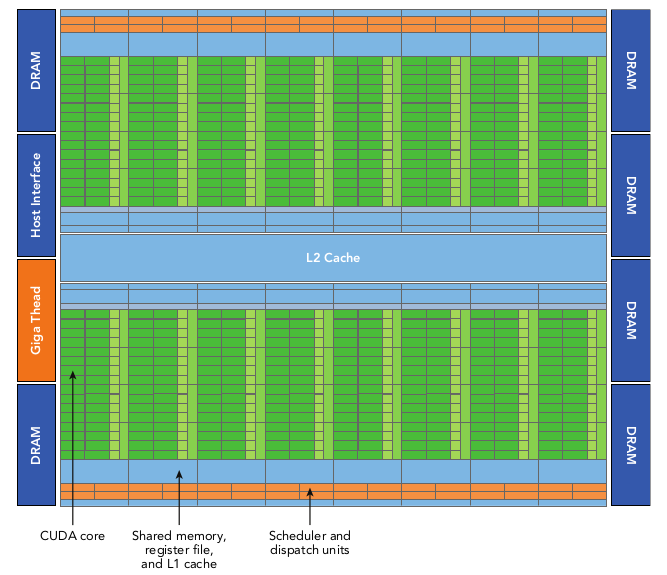 DRAM
Host Interface
Giga Thead
DRAM
L2 Cache
DRAM
DRAM
DRAM
DRAM
CUDA core
Shared memory,
register file,
and L1 cache
Scheduler and
dispatch units